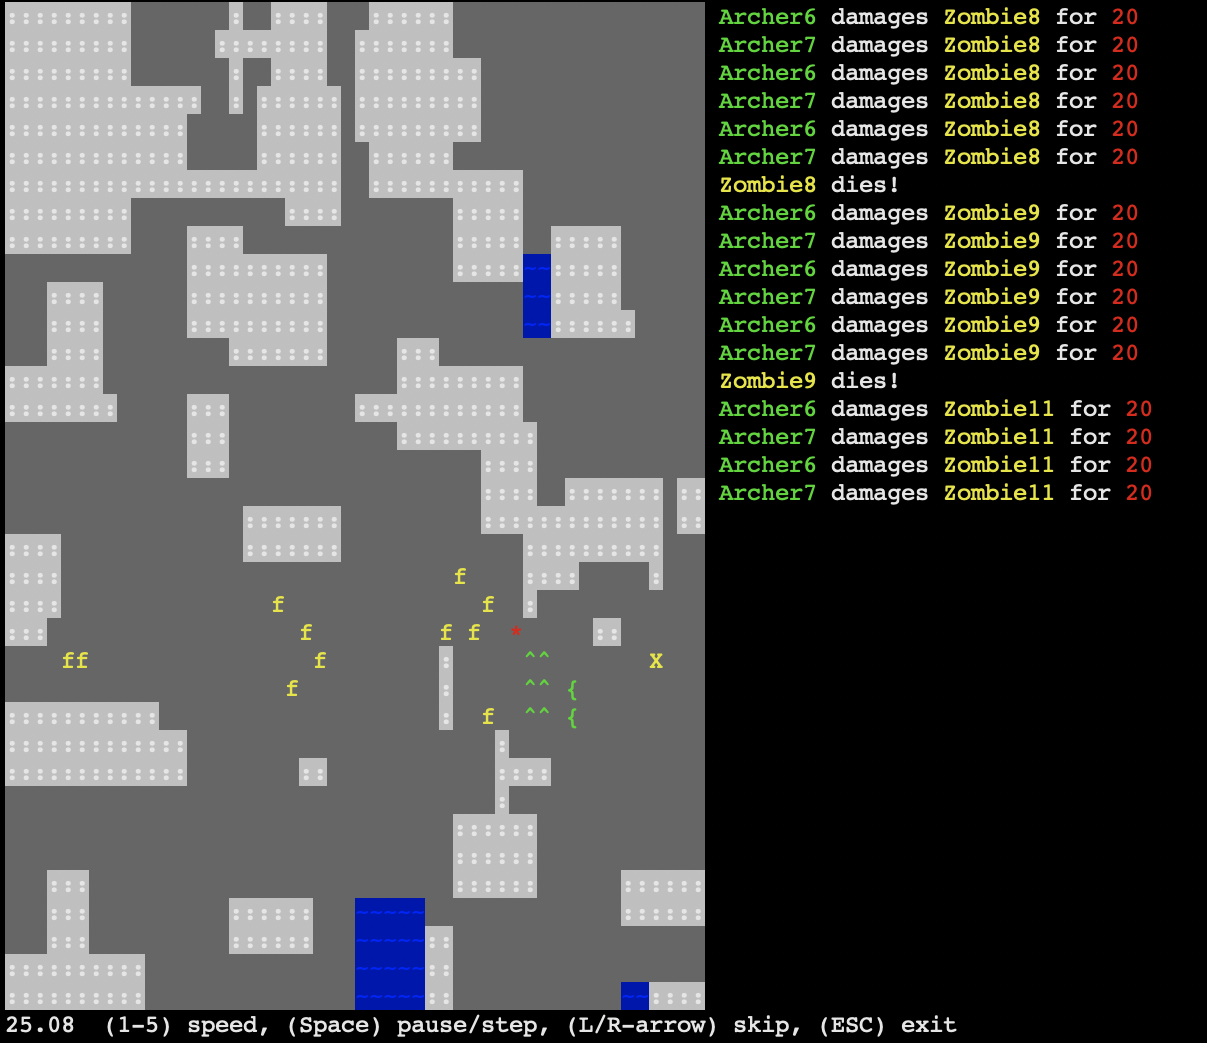 Archer6 damages Zombie8 for 20
Archer7 damages Zombie8 for 20
Archer6 damages Zombie8 for 20
Archer7 damages Zombie8 for 20
Archer6 damages Zombie8 for 20
Archer7 damages Zombie8 for 20
Zombie8 dies!
Archer6 damages Zombie9 for 20
Archer7 damages Zombie9 for 20
Archer6 damages Zombie9 for 20
Archer7 damages Zombie9 for 20
Archer6 damages Zombie9 for 20
Archer7 damages Zombie9 for 20
Zombie9 dies!
Archer6 damages Zombie11 for 20
Archer7 damages Zombie11 for 20
Archer6 damages Zombie11 for 20
Archer7 damages Zombie11 for 20
f
f f
f f f *
ff f ^^ X
f ^^ {
f ^^ {
25.08 (1-5) speed, (Space) pause/step, (L/R-arrow) skip, (ESC) exit